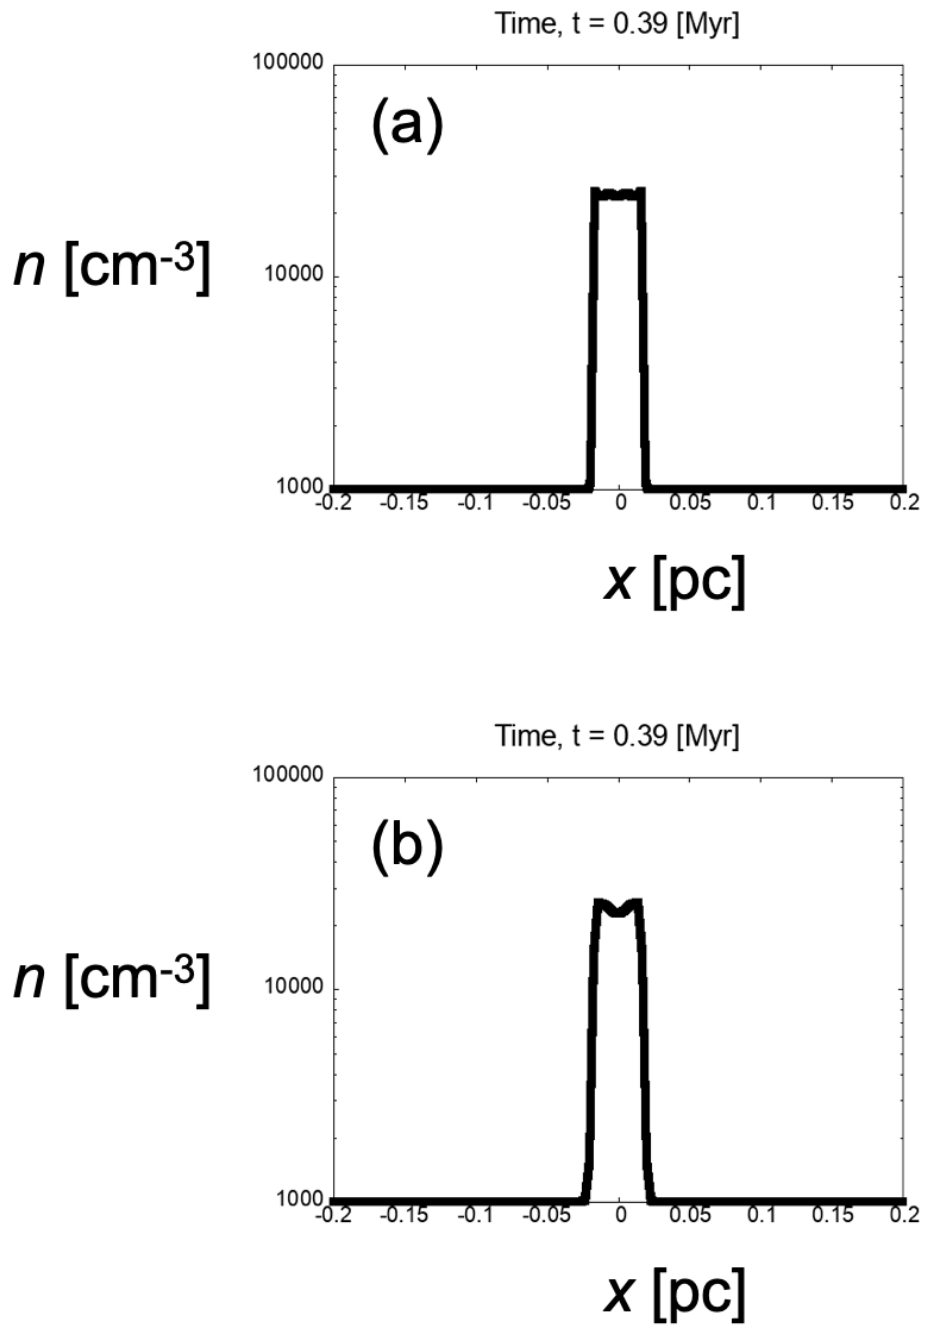 Time, t = 0.39 [Myr]
100000
(a)
n [cm-3]
10000
1000
-0.2 -0.15 -0.1 -0.05 0 0.05 0.1 0.15 0.2
x [pc]
Time, t = 0.39 [Myr]
100000
(b)
n [cm-3]
10000
1000
-0.2 -0.15 -0.1 -0.05 0 0.05 0.1 0.15 0.2
x [pc]